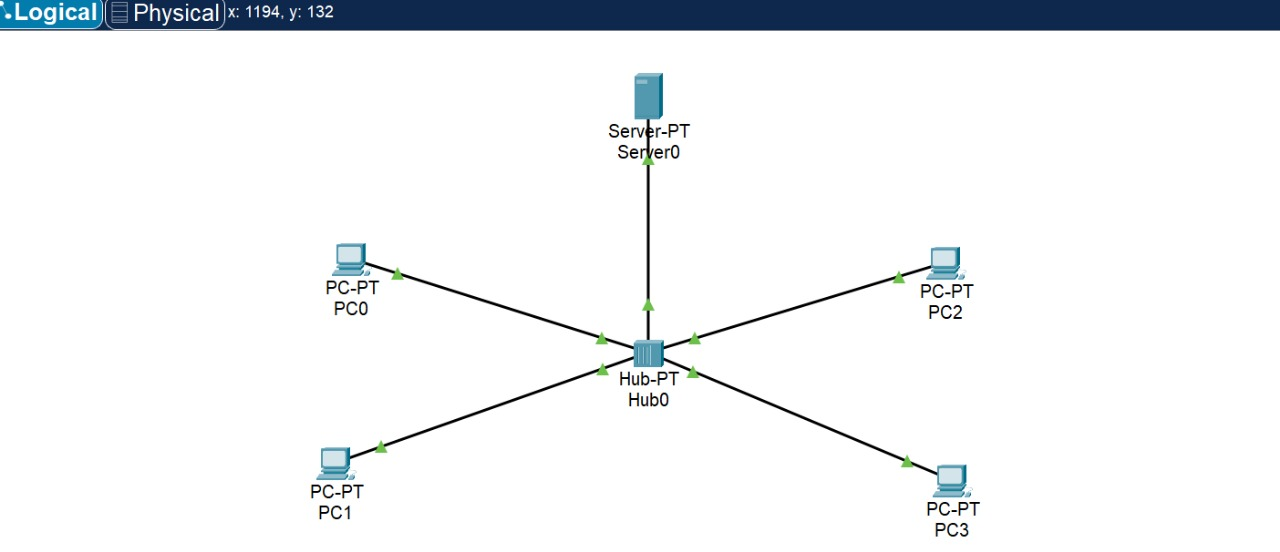 Logical Physical x: 1194, y: 132
Server-PT
Server0
PC-PT
PC0
PC-PT
PC2
Hub-PT
Hub0
PC-PT
PC1
PC-PT
PC3